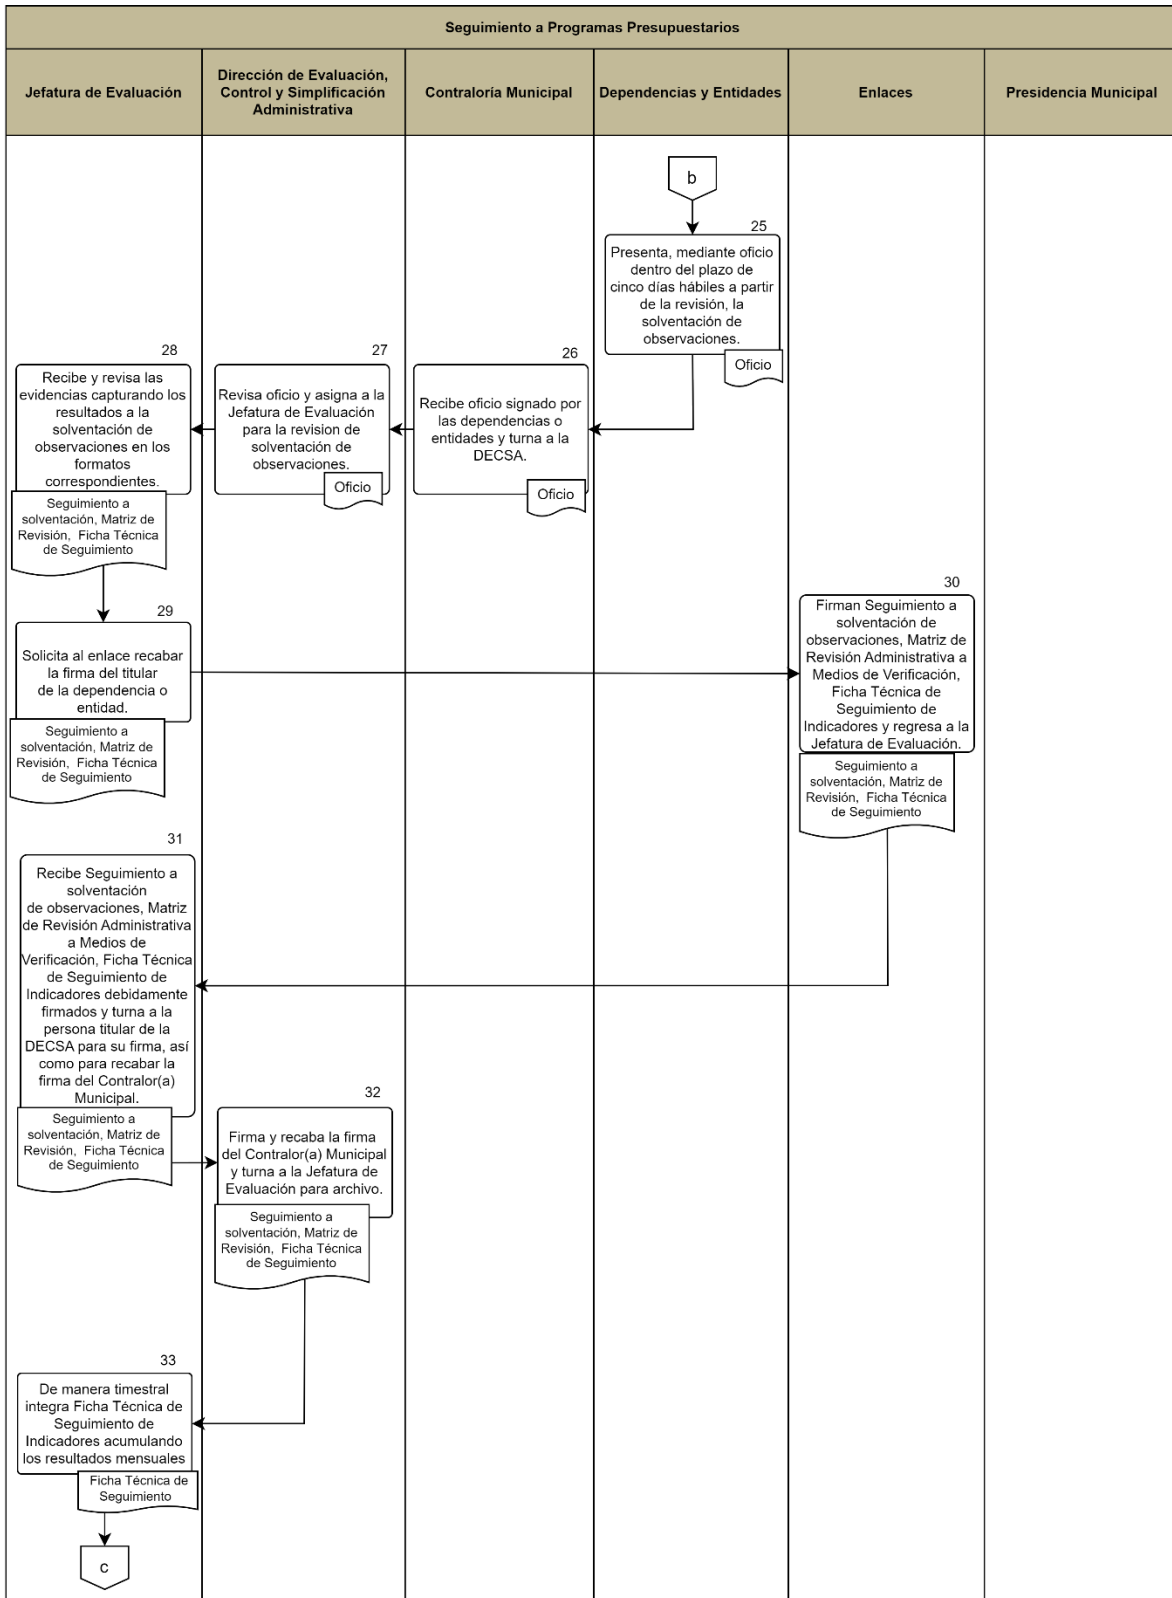 Seguimiento a Programas Presupuestarios
Jefatura de Evaluación
Dirección de Evaluación,
Control y Simplificación
Administrativa
Contraloría Municipal
Dependencias y Entidades
Enlaces
Presidencia Municipal
b
25
Presenta, mediante oficio
dentro del plazo de
cinco días hábiles a partir
de la revisión, la
solventación de
observaciones.
Oficio
26
Recibe oficio signado por
las dependencias o
entidades y turna a la
DECSA.
Oficio
27
Revisa oficio y asigna a la
Jefatura de Evaluación
para la revision de
solventación de
observaciones.
Oficio
28
Recibe y revisa las
evidencias capturando los
resultados a la
solventación de
observaciones en los
formatos
correspondientes.
Seguimiento a
solventación, Matriz de
Revisión, Ficha Técnica
de Seguimiento
29
Solicita al enlace recabar
la firma del titular
de la dependencia o
entidad.
Seguimiento a
solventación, Matriz de
Revisión, Ficha Técnica
de Seguimiento
30
Firman Seguimiento a
solventación de
observaciones, Matriz de
Revisión Administrativa a
Medios de Verificación,
Ficha Técnica de
Seguimiento de
Indicadores y regresa a la
Jefatura de Evaluación.
Seguimiento a
solventación, Matriz de
Revisión, Ficha Técnica
de Seguimiento
31
Recibe Seguimiento a
solventación
de observaciones, Matriz
de Revisión Administrativa
a Medios de
Verificación, Ficha Técnica
de Seguimiento de
Indicadores debidamente
firmados y turna a la
persona titular de la
DECSA para su firma, así
como para recabar la
firma del Contralor(a)
Municipal.
Seguimiento a
solventación, Matriz de
Revisión, Ficha Técnica
de Seguimiento
32
Firma y recaba la firma
del Contralor(a) Municipal
y turna a la Jefatura de
Evaluación para archivo.
Seguimiento a
solventación, Matriz de
Revisión, Ficha Técnica
de Seguimiento
33
De manera timestral
integra Ficha Técnica de
Seguimiento de
Indicadores acumulando
los resultados mensuales
Ficha Técnica de
Seguimiento
c